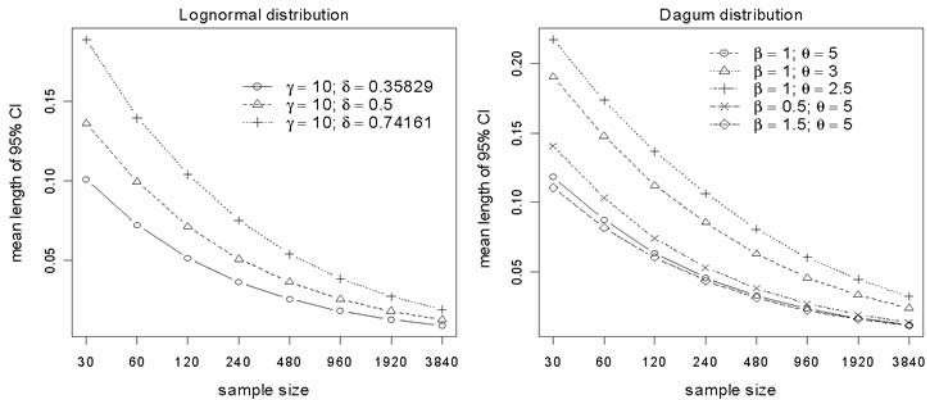 Lognormal distribution
mean length of 95% CI
0.15
0.10
0.05
γ = 10; δ = 0.35829
γ = 10; δ = 0.5
γ = 10; δ = 0.74161
30 60 120 240 480 960 1920 3840
sample size
Dagum distribution
mean length of 95% CI
0.20
0.15
0.10
0.05
β = 1; θ = 5
β = 1; θ = 3
β = 1; θ = 2.5
β = 0.5; θ = 5
β = 1.5; θ = 5
30 60 120 240 480 960 1920 3840
sample size